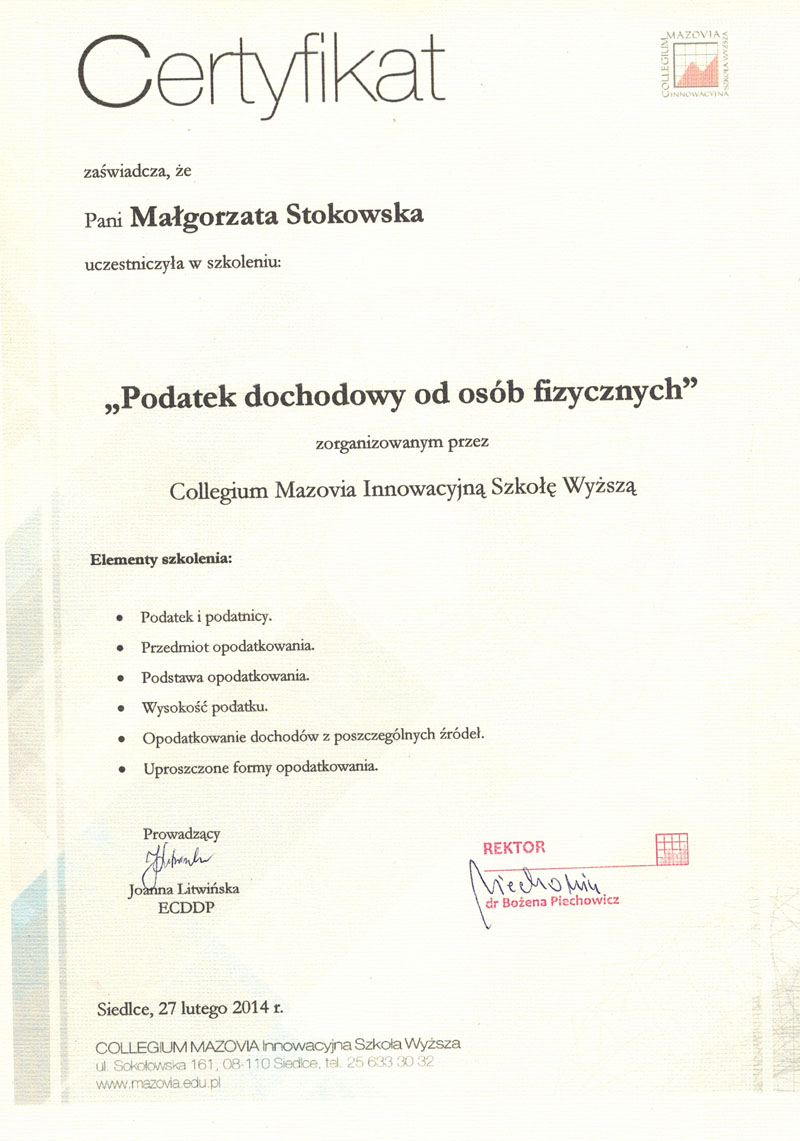 Certyfikat
COLLEGIUM MAZOVIA INNOWACYJNA SZKOŁA WYŻSZA
zaświadcza, że
Pani Małgorzata Stokowska
uczestniczyła w szkoleniu:
„Podatek dochodowy od osób fizycznych”
zorganizowanym przez
Collegium Mazovia Innowacyjną Szkołę Wyższą
Elementy szkolenia:
• Podatek i podatnicy.
• Przedmiot opodatkowania.
• Podstawa opodatkowania.
• Wysokość podatku.
• Opodatkowanie dochodów z poszczególnych źródeł.
• Uproszczone formy opodatkowania.
Prowadzący
Joanna Litwińska
ECDDP
REKTOR
dr Bożena Piechowicz
Siedlce, 27 lutego 2014 r.
COLLEGIUM MAZOVIA Innowacyjna Szkoła Wyższa
ul. Sokołowska 161, 08-110 Siedlce, tel. 25 633 30 32
www.mazovia.edu.pl